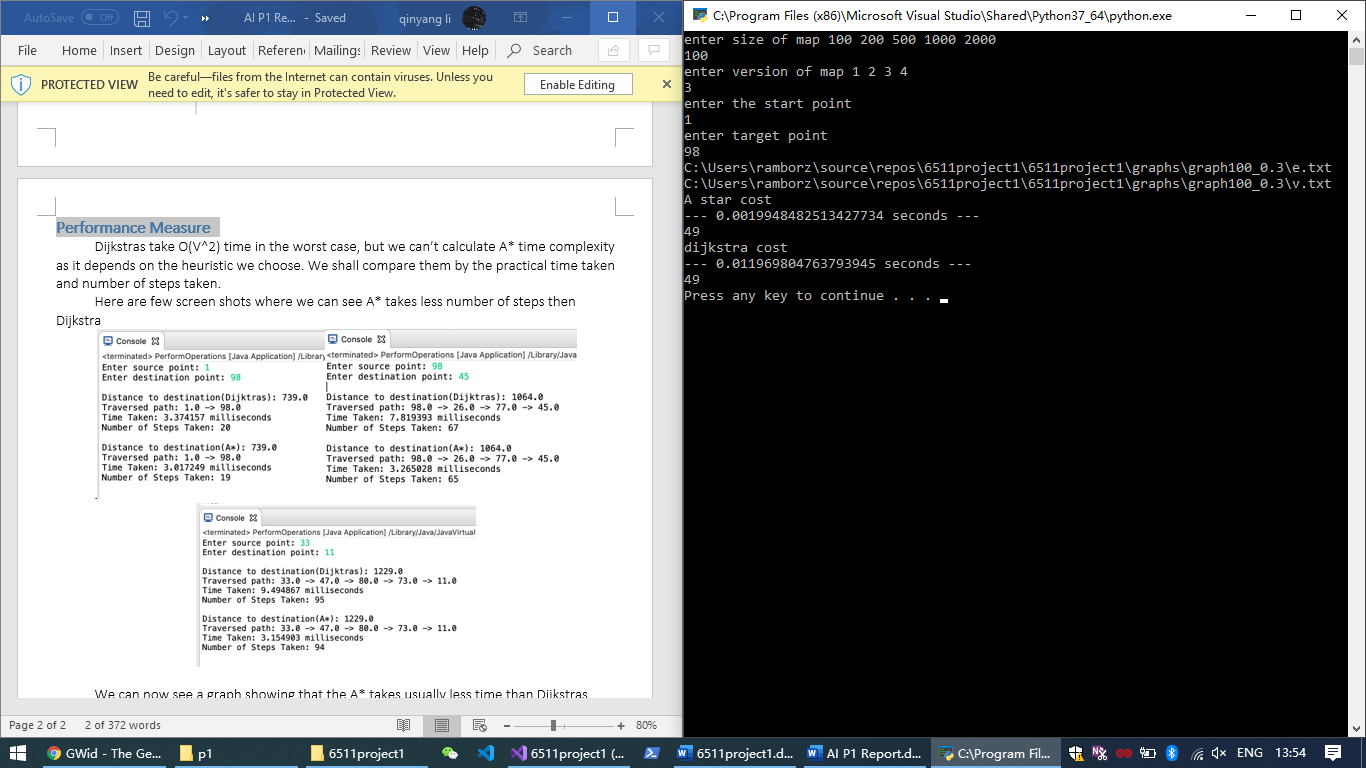 AutoSave Off AI P1 Re... - Saved qinyang li
File Home Insert Design Layout Referen Mailings Review View Help Search
PROTECTED VIEW Be careful—files from the Internet can contain viruses. Unless you
need to edit, it's safer to stay in Protected View. Enable Editing
Performance Measure
Dijkstras take O(V^2) time in the worst case, but we can't calculate A* time complexity
as it depends on the heuristic we choose. We shall compare them by the practical time taken
and number of steps taken.
Here are few screen shots where we can see A* takes less number of steps then
Dijkstra
Console
<terminated> PerformOperations [Java Application] /Library
Enter source point: 1
Enter destination point: 98
Distance to destination(Dijktras): 739.0
Traversed path: 1.0 -> 98.0
Time Taken: 3.374157 milliseconds
Number of Steps Taken: 20
Distance to destination(A*): 739.0
Traversed path: 1.0 -> 98.0
Time Taken: 3.017249 milliseconds
Number of Steps Taken: 19
Console
<terminated> PerformOperations [Java Application] /Library/Java
Enter source point: 98
Enter destination point: 45
Distance to destination(Dijktras): 1064.0
Traversed path: 98.0 -> 26.0 -> 77.0 -> 45.0
Time Taken: 7.819393 milliseconds
Number of Steps Taken: 67
Distance to destination(A*): 1064.0
Traversed path: 98.0 -> 26.0 -> 77.0 -> 45.0
Time Taken: 3.265028 milliseconds
Number of Steps Taken: 65
.
Console
<terminated> PerformOperations [Java Application] /Library/Java/JavaVirtual
Enter source point: 33
Enter destination point: 11
Distance to destination(Dijktras): 1229.0
Traversed path: 33.0 -> 47.0 -> 80.0 -> 73.0 -> 11.0
Time Taken: 9.494867 milliseconds
Number of Steps Taken: 95
Distance to destination(A*): 1229.0
Traversed path: 33.0 -> 47.0 -> 80.0 -> 73.0 -> 11.0
Time Taken: 3.154903 milliseconds
Number of Steps Taken: 94
We can now see a graph showing that the A* takes usually less time than Dijkstras
Page 2 of 2 2 of 372 words 80%
C:\Program Files (x86)\Microsoft Visual Studio\Shared\Python37_64\python.exe
enter size of map 100 200 500 1000 2000
100
enter version of map 1 2 3 4
3
enter the start point
1
enter target point
98
C:\Users\ramborz\source\repos\6511project1\6511project1\graphs\graph100_0.3\e.txt
C:\Users\ramborz\source\repos\6511project1\6511project1\graphs\graph100_0.3\v.txt
A star cost
--- 0.0019948482513427734 seconds ---
49
dijkstra cost
--- 0.011969804763793945 seconds ---
49
Press any key to continue . . .
GWid - The Ge... p1 6511project1 6511project1 (... 6511project1.d... AI P1 Report.d... C:\Program Fil... ENG 13:54